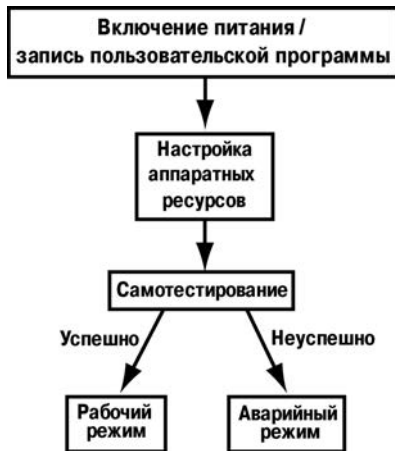 Включение питания /
запись пользовательской программы
Настройка
аппаратных
ресурсов
Самотестирование
Успешно
Неуспешно
Рабочий
режим
Аварийный
режим